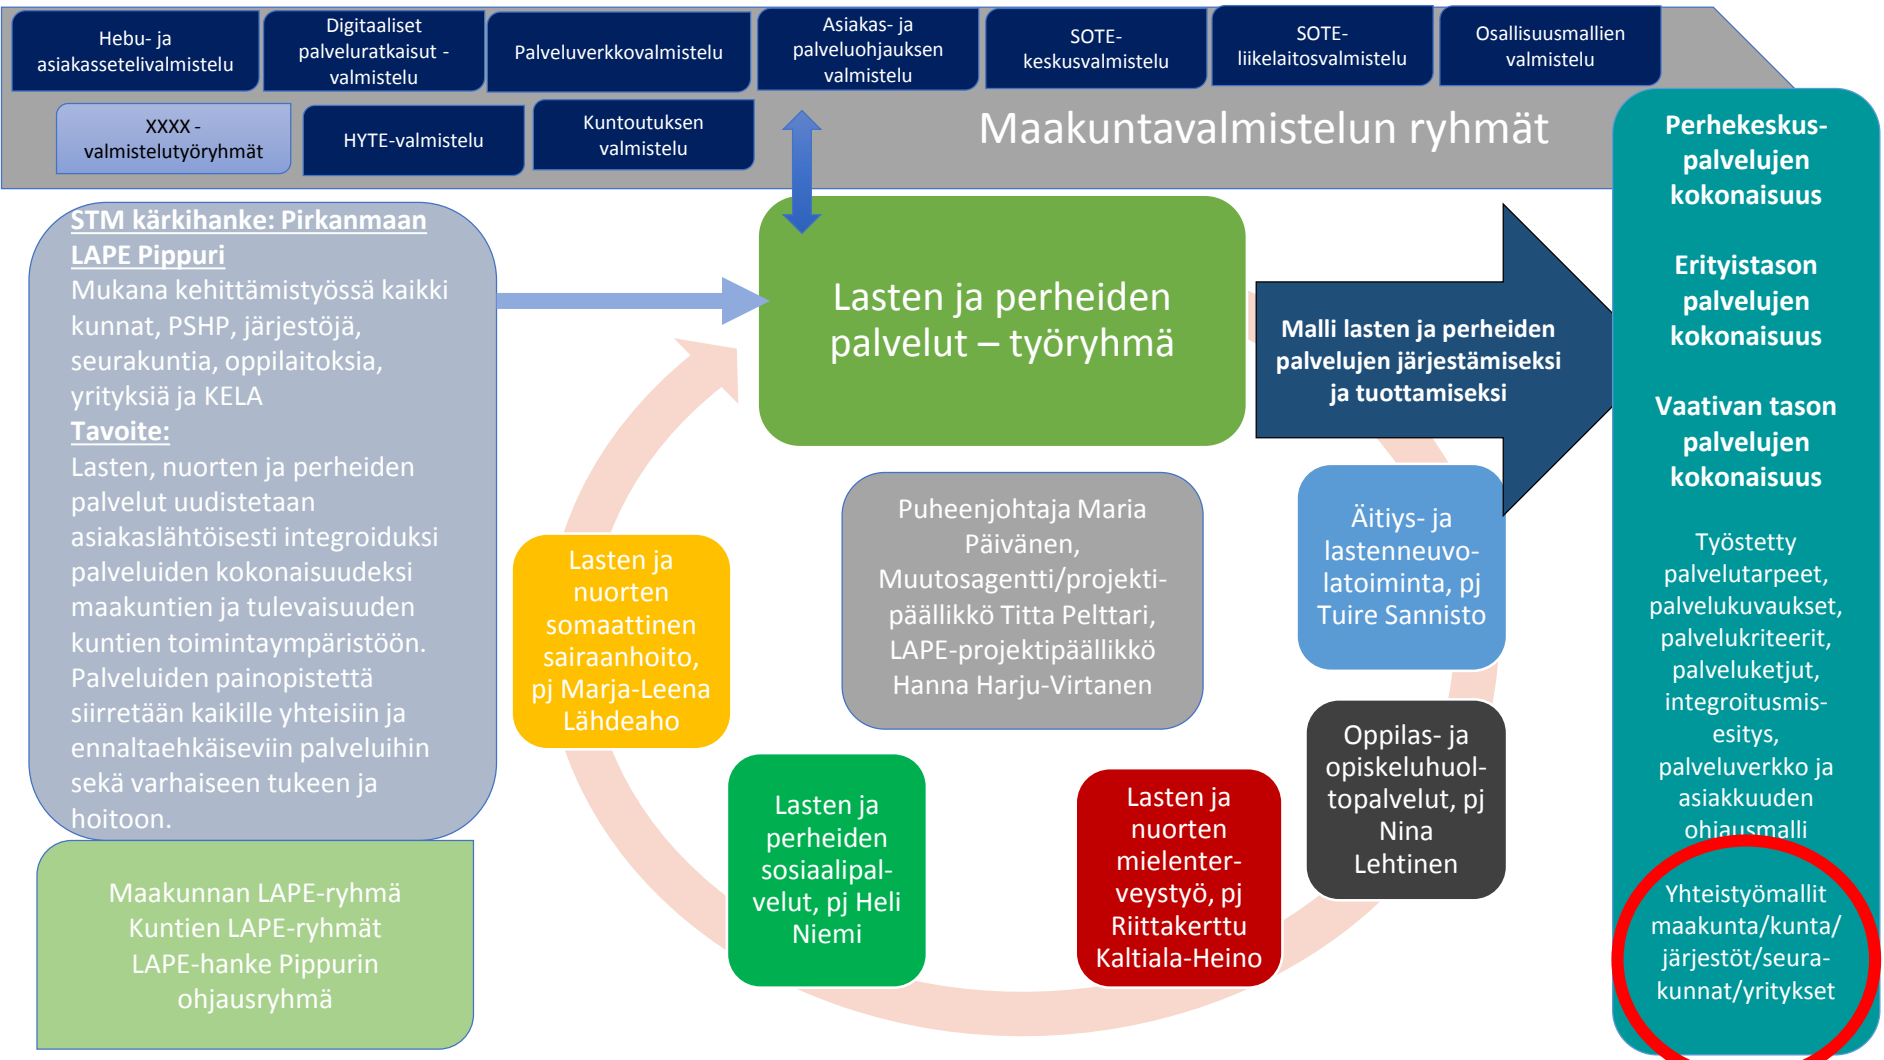 Hebu- ja
asiakassetelivalmistelu
Digitaaliset
palveluratkaisut -
valmistelu
Palveluverkkovalmistelu
Asiakas- ja
palveluohjauksen
valmistelu
SOTE-
keskusvalmistelu
SOTE-
liikelaitosvalmistelu
Osallisuusmallien
valmistelu
XXXX -
valmistelutyöryhmät
HYTE-valmistelu
Kuntoutuksen
valmistelu
Maakuntavalmistelun ryhmät
STM kärkihanke: Pirkanmaan
LAPE Pippuri
Mukana kehittämistyössä kaikki
kunnat, PSHP, järjestöjä,
seurakuntia, oppilaitoksia,
yrityksiä ja KELA
Tavoite:
Lasten, nuorten ja perheiden
palvelut uudistetaan
asiakaslähtöisesti integroiduksi
palveluiden kokonaisuudeksi
maakuntien ja tulevaisuuden
kuntien toimintaympäristöön.
Palveluiden painopistettä
siirretään kaikille yhteisiin ja
ennaltaehkäiseviin palveluihin
sekä varhaiseen tukeen ja
hoitoon.
Maakunnan LAPE-ryhmä
Kuntien LAPE-ryhmät
LAPE-hanke Pippurin
ohjausryhmä
Lasten ja perheiden
palvelut – työryhmä
Malli lasten ja perheiden
palvelujen järjestämiseksi
ja tuottamiseksi
Puheenjohtaja Maria
Päivänen,
Muutosagentti/projekti-
päällikkö Titta Pelttari,
LAPE-projektipäällikkö
Hanna Harju-Virtanen
Äitiys- ja
lastenneuvo-
latoiminta, pj
Tuire Sannisto
Oppilas- ja
opiskeluhuol-
topalvelut, pj
Nina
Lehtinen
Lasten ja
nuorten
mielenter-
veystyö, pj
Riittakerttu
Kaltiala-Heino
Lasten ja
perheiden
sosiaalipal-
velut, pj Heli
Niemi
Lasten ja
nuorten
somaattinen
sairaanhoito,
pj Marja-Leena
Lähdeaho
Perhekeskus-
palvelujen
kokonaisuus
Erityistason
palvelujen
kokonaisuus
Vaativan tason
palvelujen
kokonaisuus
Työstetty
palvelutarpeet,
palvelukuvaukset,
palvelukriteerit,
palveluketjut,
integroitusmis-
esitys,
palveluverkko ja
asiakkuuden
ohjausmalli
Yhteistyömallit
maakunta/kunta/
järjestöt/seura-
kunnat/yritykset